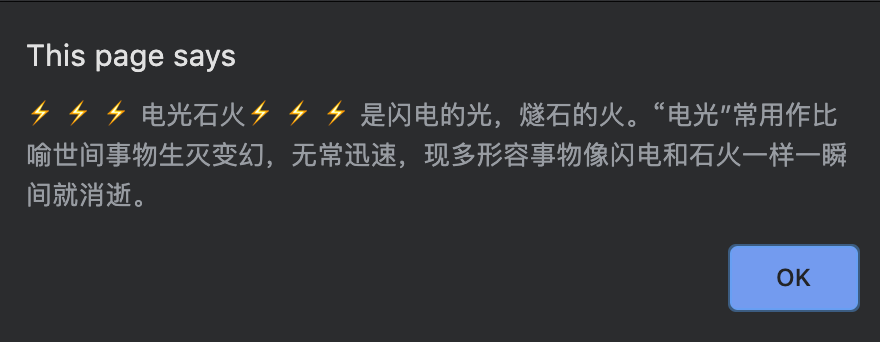 This page says
⚡ ⚡ ⚡ 电光石火⚡ ⚡ ⚡ 是闪电的光，燧石的火。“电光”常用作比
喻世间事物生灭变幻，无常迅速，现多形容事物像闪电和石火一样一瞬
间就消逝。
OK